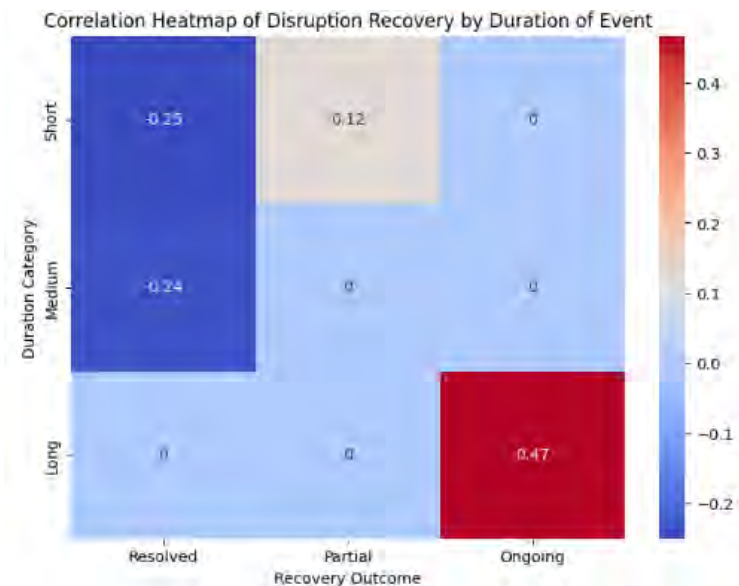 Correlation Heatmap of Disruption Recovery by Duration of Event
Duration Category
Short
Medium
Long
-0.25 0.12 0
-0.24 0 0
0 0 0.47
Resolved Partial Ongoing
Recovery Outcome
0.4
0.3
0.2
0.1
0.0
-0.1
-0.2